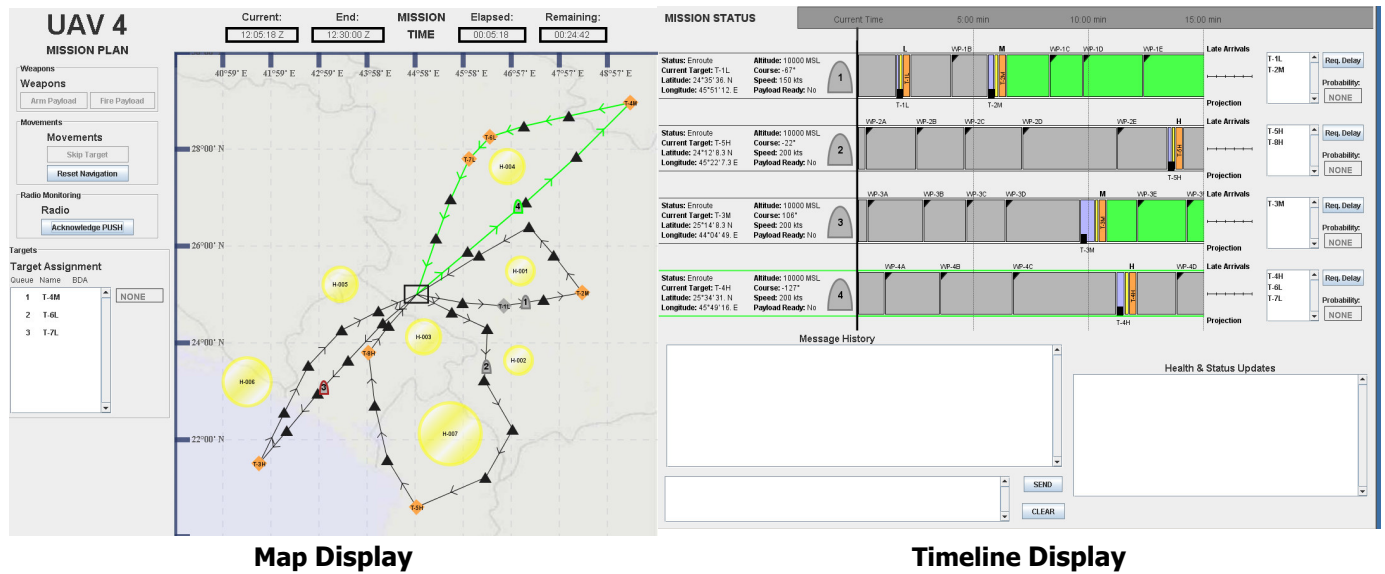 UAV 4
MISSION PLAN
Weapons
Weapons
Arm Payload Fire Payload
Movements
Movements
Skip Target
Reset Navigation
Radio Monitoring
Radio
Acknowledge PUSH
Targets
Target Assignment
Queue Name BDA
1 T-4M NONE
2 T-6L
3 T-7L
Current: End: MISSION Elapsed: Remaining:
12:05:18 Z 12:30:00 Z TIME 00:05:18 00:24:42
40°59' E 41°59' E 42°59' E 43°58' E 44°58' E 45°58' E 46°57' E 47°57' E 48°57' E
28°00' N
26°00' N
24°00' N
22°00' N
T-4M
T-6L
T-7L
H-004
4
H-001
H-005
T-1L
1
T-2M
H-003
T-8H
H-002
2
H-006
3
H-007
T-3H
T-5H
Map Display
MISSION STATUS
Current Time 5:00 min 10:00 min 15:00 min
Status: Enroute Altitude: 10000 MSL
Current Target: T-1L Course: -67°
Latitude: 24°35'36. N Speed: 150 kts
Longitude: 45°51'12. E Payload Ready: No
1
L WP-1B M WP-1C WP-1D WP-1E
T-1L T-2M
T-1L T-2M
Late Arrivals
Projection
T-1L
T-2M
Req. Delay
Probability:
NONE
Status: Enroute Altitude: 10000 MSL
Current Target: T-5H Course: -22°
Latitude: 24°12'8.3 N Speed: 200 kts
Longitude: 45°22'7.3 E Payload Ready: No
2
WP-2A WP-2B WP-2C WP-2D WP-2E H
T-5H
T-5H
Late Arrivals
Projection
T-5H
T-8H
Req. Delay
Probability:
NONE
Status: Enroute Altitude: 10000 MSL
Current Target: T-3M Course: 106°
Latitude: 25°14'8.3 N Speed: 200 kts
Longitude: 44°04'49. E Payload Ready: No
3
WP-3A WP-3B WP-3C WP-3D M WP-3E
T-3M
T-3M
Late Arrivals
Projection
T-3M
Req. Delay
Probability:
NONE
Status: Enroute Altitude: 10000 MSL
Current Target: T-4H Course: -127°
Latitude: 25°34'31. N Speed: 200 kts
Longitude: 45°49'16. E Payload Ready: No
4
WP-4A WP-4B WP-4C H WP-4D
T-4H
T-4H
Late Arrivals
Projection
T-4H
T-6L
T-7L
Req. Delay
Probability:
NONE
Message History
Health & Status Updates
SEND
CLEAR
Timeline Display